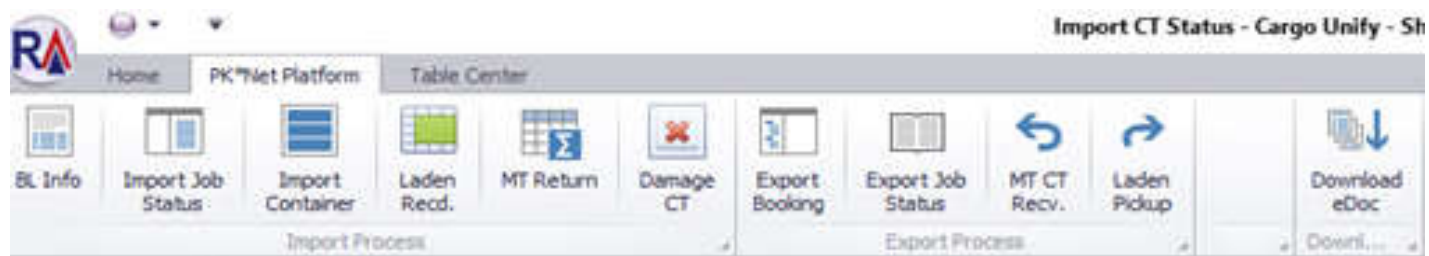 RA
Import CT Status - Cargo Unify - Sh
Home PK*Net Platform Table Center
BL Info
Import Job
Status
Import
Container
Laden
Recd.
MT Return
Damage
CT
Export
Booking
Export Job
Status
MT CT
Recv.
Laden
Pickup
Download
eDoc
Import Process
Export Process
Downl...